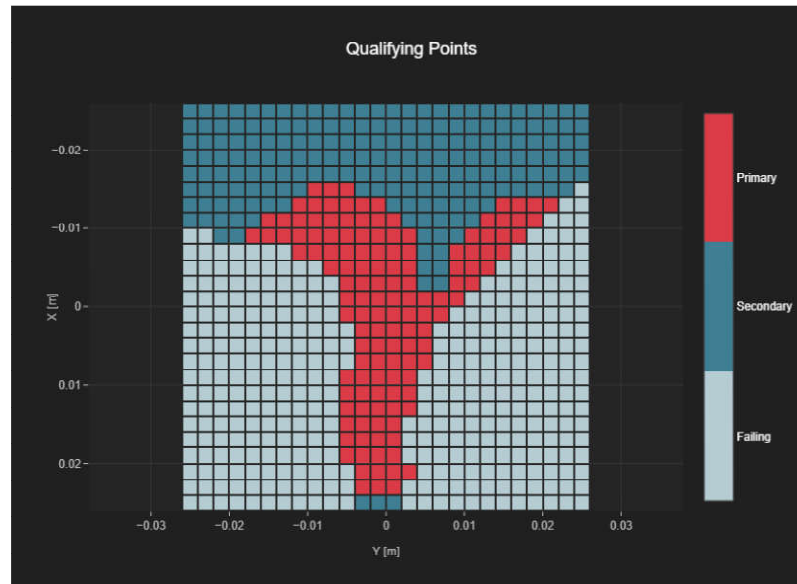 Qualifying Points
−0.02
−0.01
0
0.01
0.02
X [m]
−0.03
−0.02
−0.01
0
0.01
0.02
0.03
Y [m]
Primary
Secondary
Failing